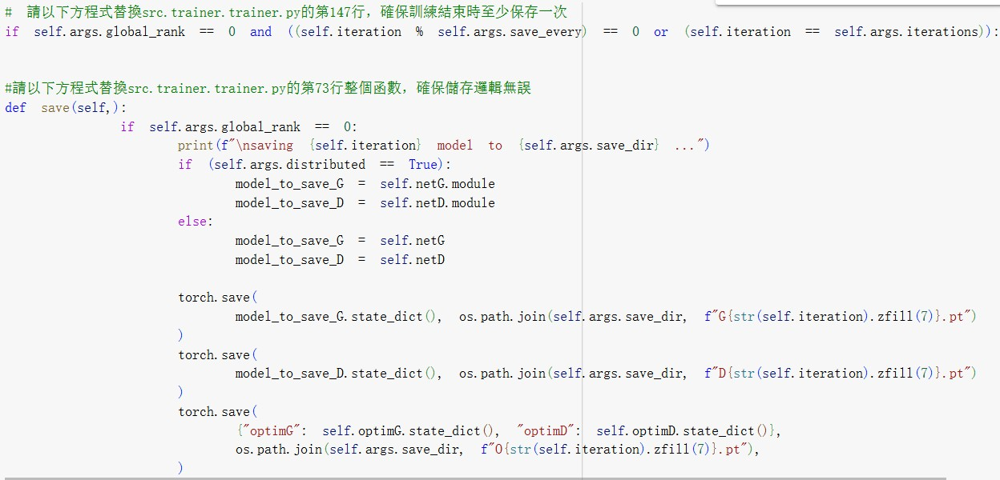 #  請以下方程式替換src.trainer.trainer.py的第147行，確保訓練結束時至少保存一次
if self.args.global_rank == 0 and ((self.iteration % self.args.save_every) == 0 or (self.iteration == self.args.iterations)):
#請以下方程式替換src.trainer.trainer.py的第73行整個函數，確保儲存邏輯無誤
def save(self,):
if self.args.global_rank == 0:
print(f"\nsaving {self.iteration} model to {self.args.save_dir} ...")
if (self.args.distributed == True):
model_to_save_G = self.netG.module
model_to_save_D = self.netD.module
else:
model_to_save_G = self.netG
model_to_save_D = self.netD
torch.save(
model_to_save_G.state_dict(), os.path.join(self.args.save_dir, f"G{str(self.iteration).zfill(7)}.pt")
)
torch.save(
model_to_save_D.state_dict(), os.path.join(self.args.save_dir, f"D{str(self.iteration).zfill(7)}.pt")
)
torch.save(
{"optimG": self.optimG.state_dict(), "optimD": self.optimD.state_dict()},
os.path.join(self.args.save_dir, f"O{str(self.iteration).zfill(7)}.pt"),
)